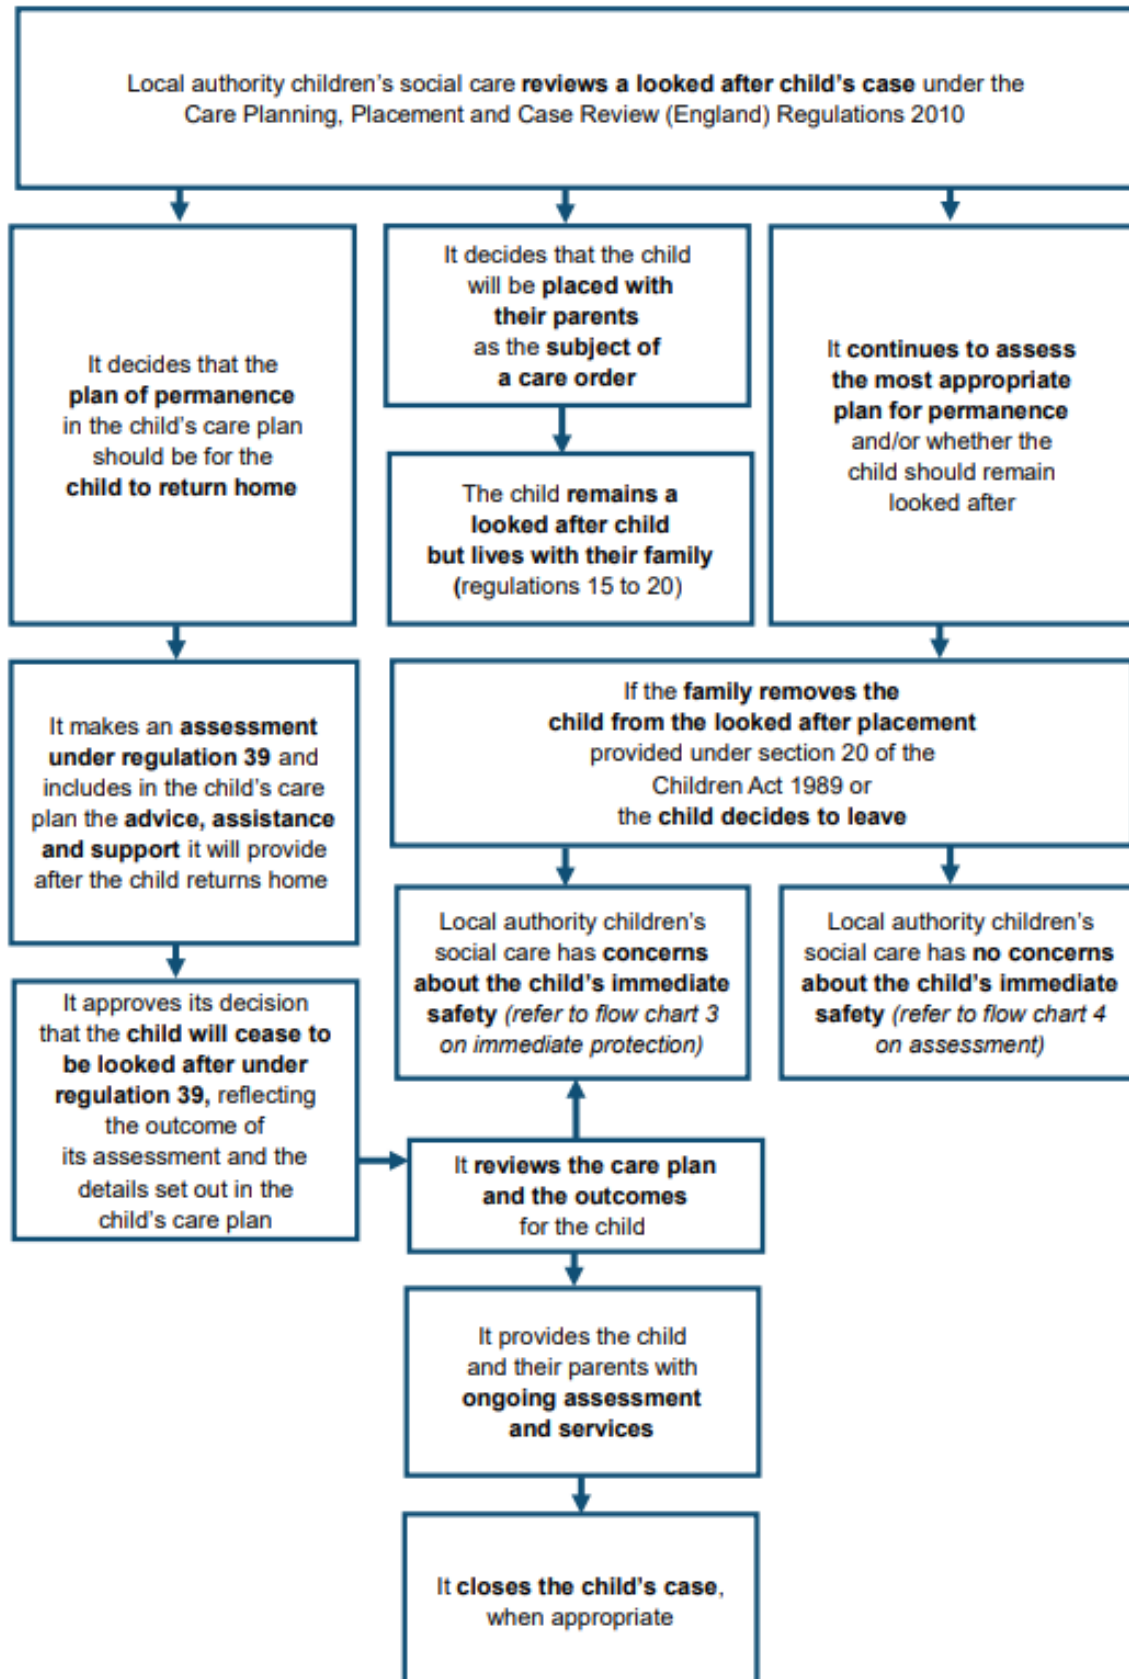 Local authority children's social care reviews a looked after child's case under the
Care Planning, Placement and Case Review (England) Regulations 2010
It decides that the
plan of permanence
in the child's care plan
should be for the
child to return home
It decides that the child
will be placed with
their parents
as the subject of
a care order
The child remains a
looked after child
but lives with their family
(regulations 15 to 20)
It continues to assess
the most appropriate
plan for permanence
and/or whether the
child should remain
looked after
It makes an assessment
under regulation 39 and
includes in the child's care
plan the advice, assistance
and support it will provide
after the child returns home
If the family removes the
child from the looked after placement
provided under section 20 of the
Children Act 1989 or
the child decides to leave
Local authority children's
social care has concerns
about the child's immediate
safety (refer to flow chart 3
on immediate protection)
Local authority children's
social care has no concerns
about the child's immediate
safety (refer to flow chart 4
on assessment)
It approves its decision
that the child will cease to
be looked after under
regulation 39, reflecting
the outcome of
its assessment and the
details set out in the
child's care plan
It reviews the care plan
and the outcomes
for the child
It provides the child
and their parents with
ongoing assessment
and services
It closes the child's case,
when appropriate